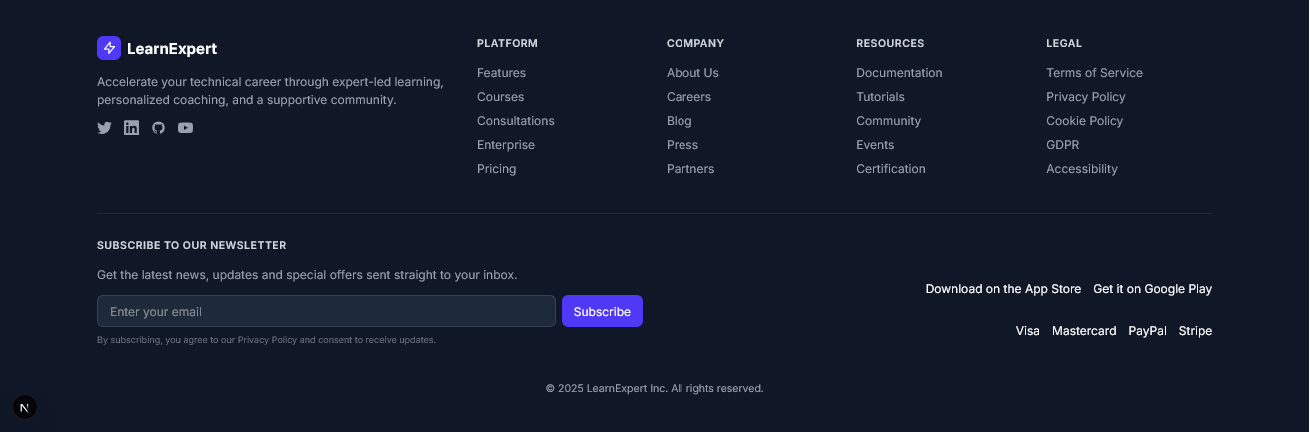 LearnExpert
Accelerate your technical career through expert-led learning,
personalized coaching, and a supportive community.
PLATFORM
Features
Courses
Consultations
Enterprise
Pricing
COMPANY
About Us
Careers
Blog
Press
Partners
RESOURCES
Documentation
Tutorials
Community
Events
Certification
LEGAL
Terms of Service
Privacy Policy
Cookie Policy
GDPR
Accessibility
SUBSCRIBE TO OUR NEWSLETTER
Get the latest news, updates and special offers sent straight to your inbox.
Enter your email
Subscribe
By subscribing, you agree to our Privacy Policy and consent to receive updates.
Download on the App Store Get it on Google Play
Visa Mastercard PayPal Stripe
© 2025 LearnExpert Inc. All rights reserved.
N